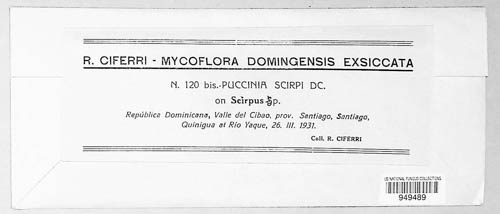 R. CIFERRI - MYCOFLORA DOMINGENSIS EXSICCATA
N. 120 bis.-PUCCINIA SCIRPI DC.
on Scirpus sp.
República Dominicana, Valle del Cibao, prov. Santiago, Santiago,
Quinigua al Río Yaque, 26. III. 1931.
Coll. R. CIFERRI
US NATIONAL FUNGUS COLLECTIONS
949489